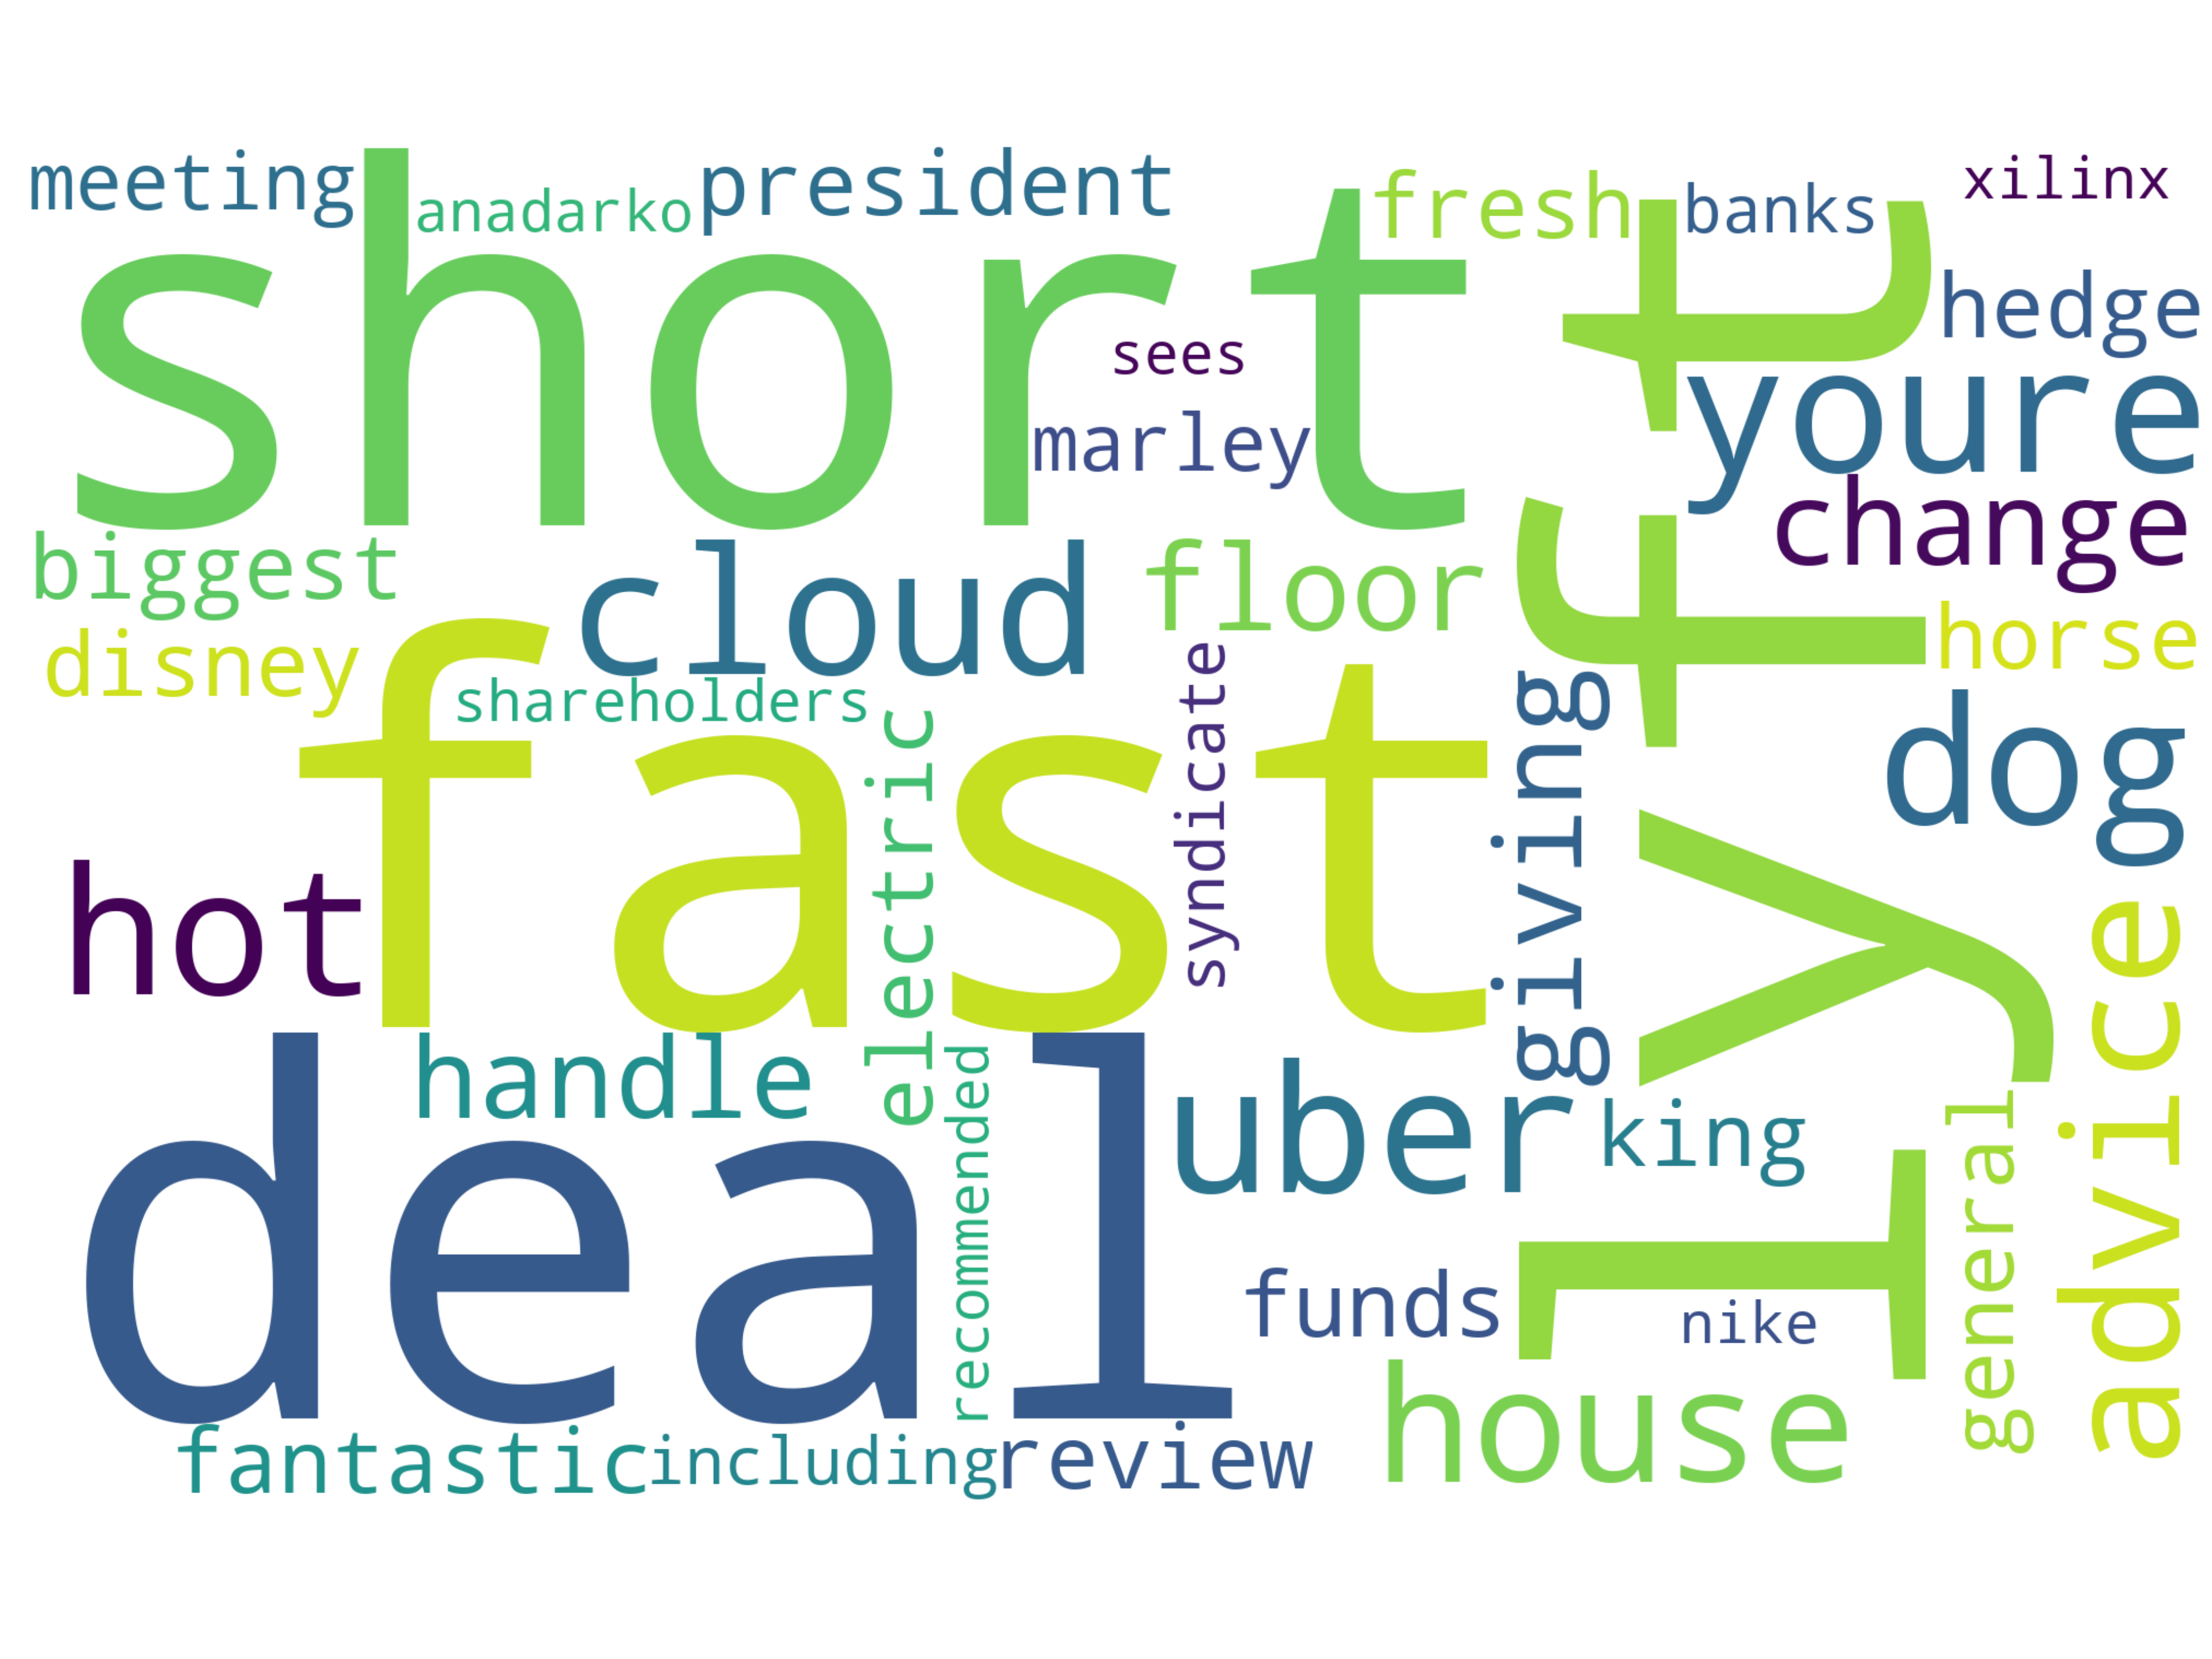 meeting
anadarko
president
fresh
banks
xilinx
short
lyft
hedge
sees
youre
marley
change
biggest
cloud
floor
horse
disney
shareholders
syndicate
giving
dog
fast
electric
hot
advice
handle
recommended
uber
king
general
deal
funds
nike
house
fantastic
including
review